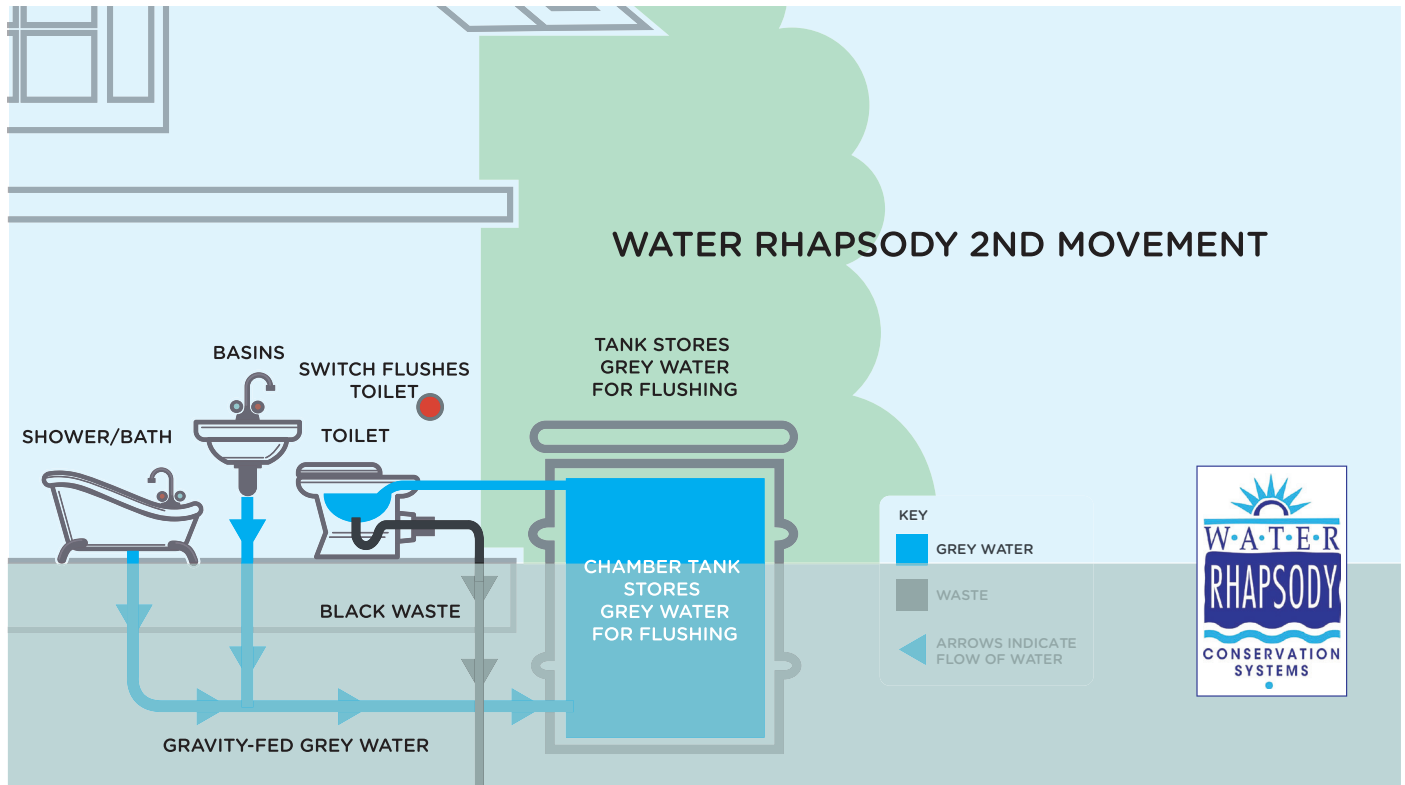 WATER RHAPSODY 2ND MOVEMENT
TANK STORES
GREY WATER
FOR FLUSHING
BASINS
SWITCH FLUSHES
TOILET
SHOWER/BATH
TOILET
CHAMBER TANK
STORES
GREY WATER
FOR FLUSHING
BLACK WASTE
GRAVITY-FED GREY WATER
KEY
GREY WATER
WASTE
ARROWS INDICATE
FLOW OF WATER
W·A·T·E·R
RHAPSODY
CONSERVATION
SYSTEMS